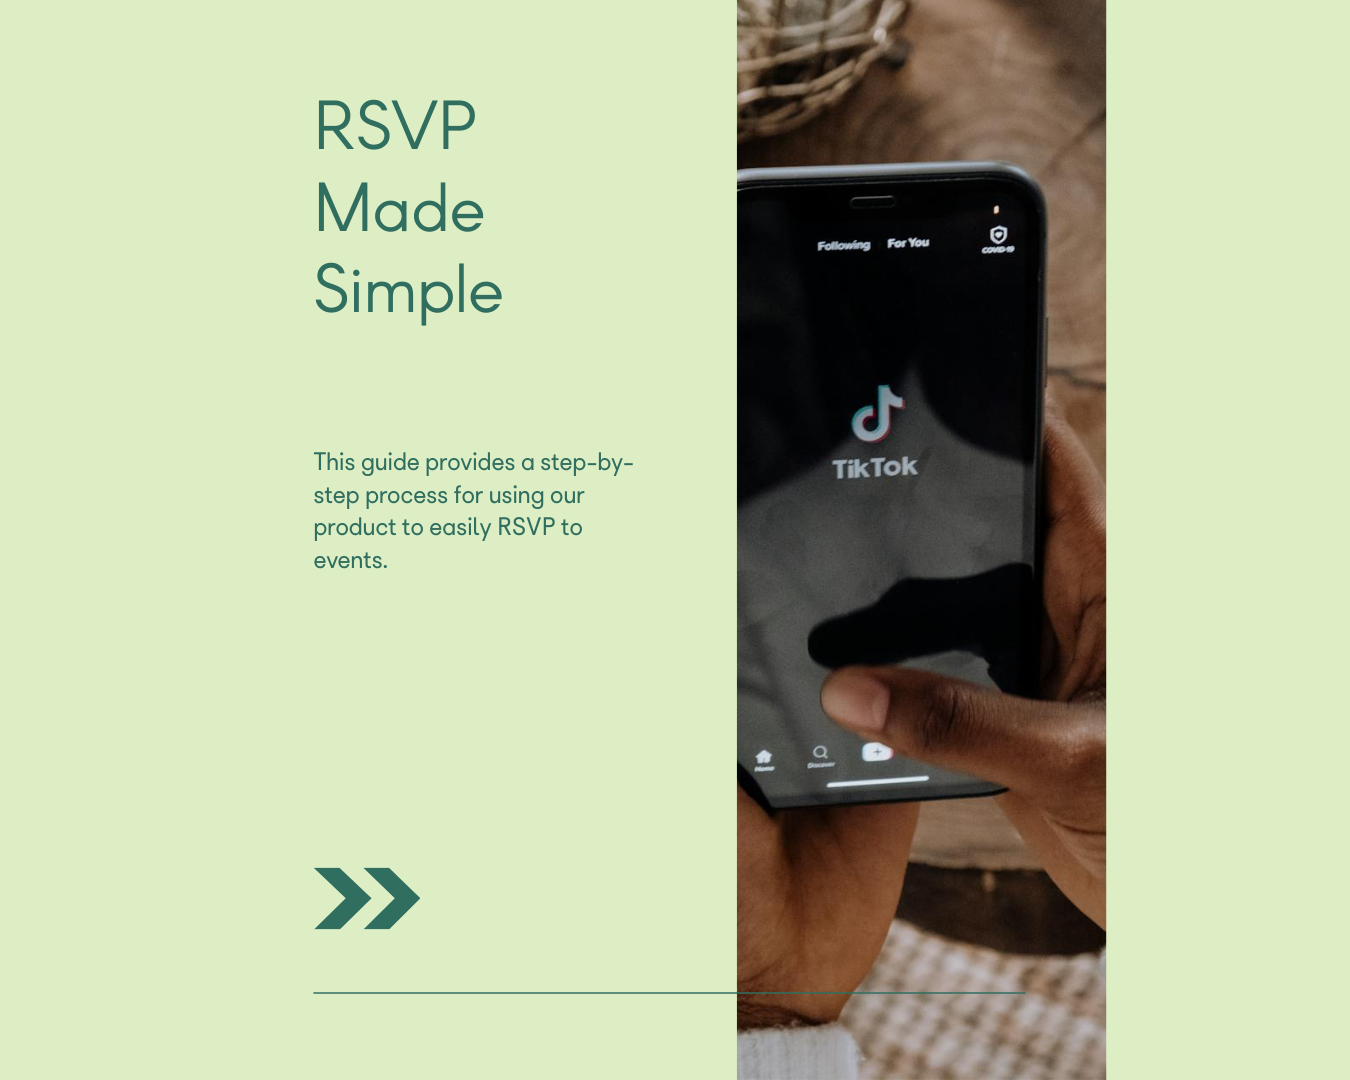 RSVP
Made
Simple
This guide provides a step-by-
step process for using our
product to easily RSVP to
events.
Following For You
COVID-19
TikTok
Home
Discover